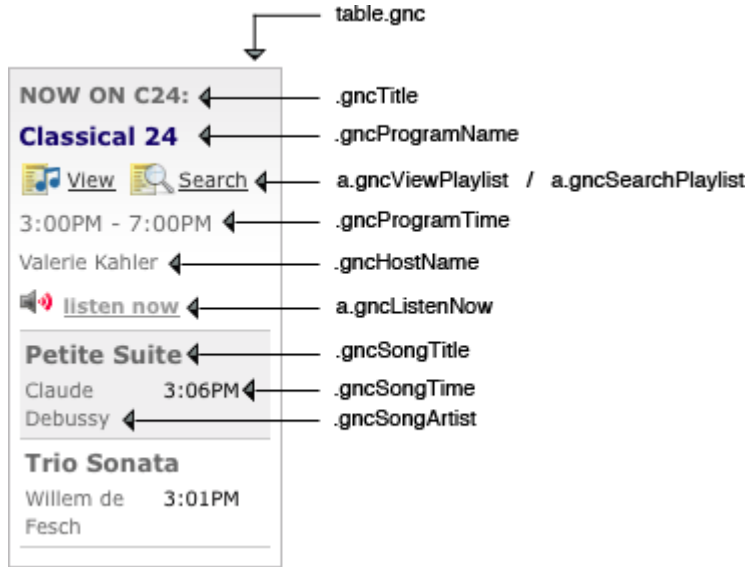 table.gnc
NOW ON C24:
.gncTitle
Classical 24
.gncProgramName
View Search
a.gncViewPlaylist / a.gncSearchPlaylist
3:00PM - 7:00PM
.gncProgramTime
Valerie Kahler
.gncHostName
listen now
a.gncListenNow
Petite Suite
.gncSongTitle
Claude 3:06PM
.gncSongTime
Debussy
.gncSongArtist
Trio Sonata
Willem de 3:01PM
Fesch